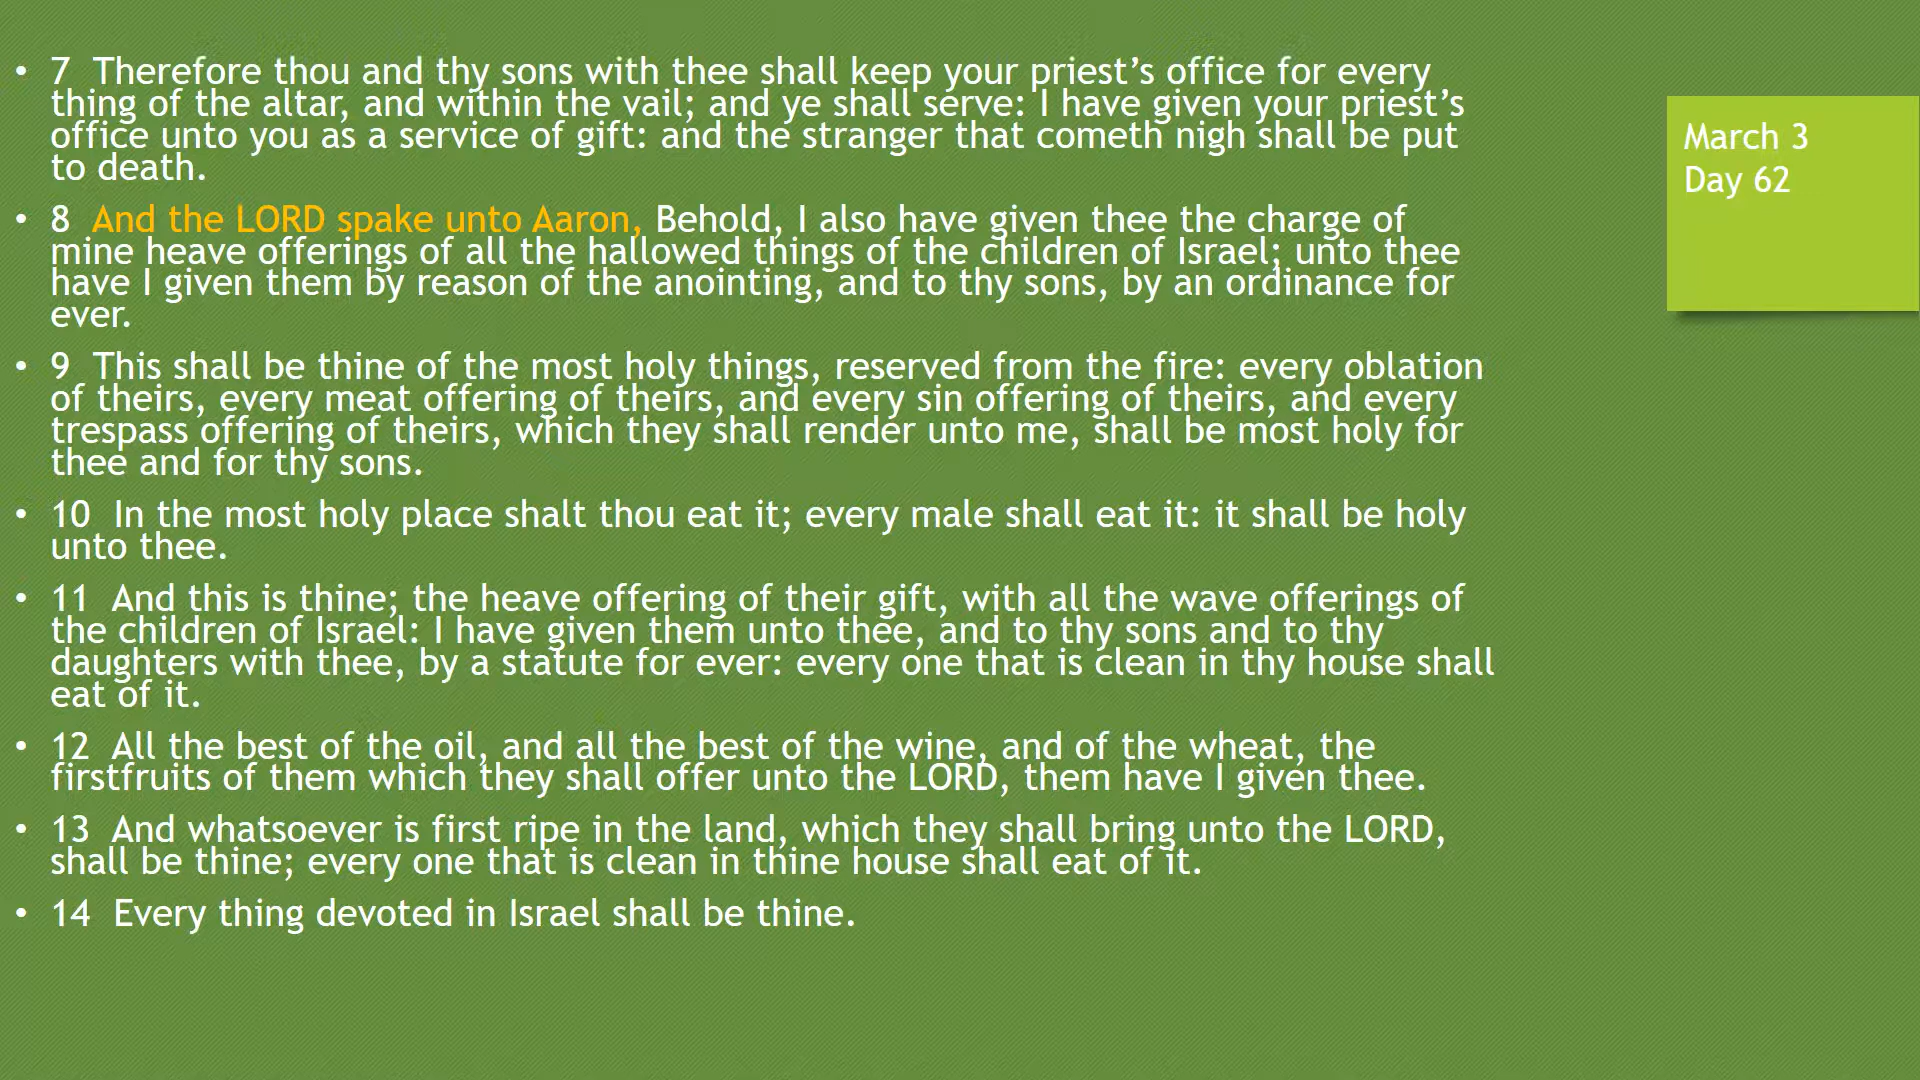 • 7  Therefore thou and thy sons with thee shall keep your priest’s office for every
thing of the altar, and within the vail; and ye shall serve: I have given your priest’s
office unto you as a service of gift: and the stranger that cometh nigh shall be put
to death.
• 8  And the LORD spake unto Aaron, Behold, I also have given thee the charge of
mine heave offerings of all the hallowed things of the children of Israel; unto thee
have I given them by reason of the anointing, and to thy sons, by an ordinance for
ever.
• 9  This shall be thine of the most holy things, reserved from the fire: every oblation
of theirs, every meat offering of theirs, and every sin offering of theirs, and every
trespass offering of theirs, which they shall render unto me, shall be most holy for
thee and for thy sons.
• 10  In the most holy place shalt thou eat it; every male shall eat it: it shall be holy
unto thee.
• 11  And this is thine; the heave offering of their gift, with all the wave offerings of
the children of Israel: I have given them unto thee, and to thy sons and to thy
daughters with thee, by a statute for ever: every one that is clean in thy house shall
eat of it.
• 12  All the best of the oil, and all the best of the wine, and of the wheat, the
firstfruits of them which they shall offer unto the LORD, them have I given thee.
• 13  And whatsoever is first ripe in the land, which they shall bring unto the LORD,
shall be thine; every one that is clean in thine house shall eat of it.
• 14  Every thing devoted in Israel shall be thine.
March 3
Day 62